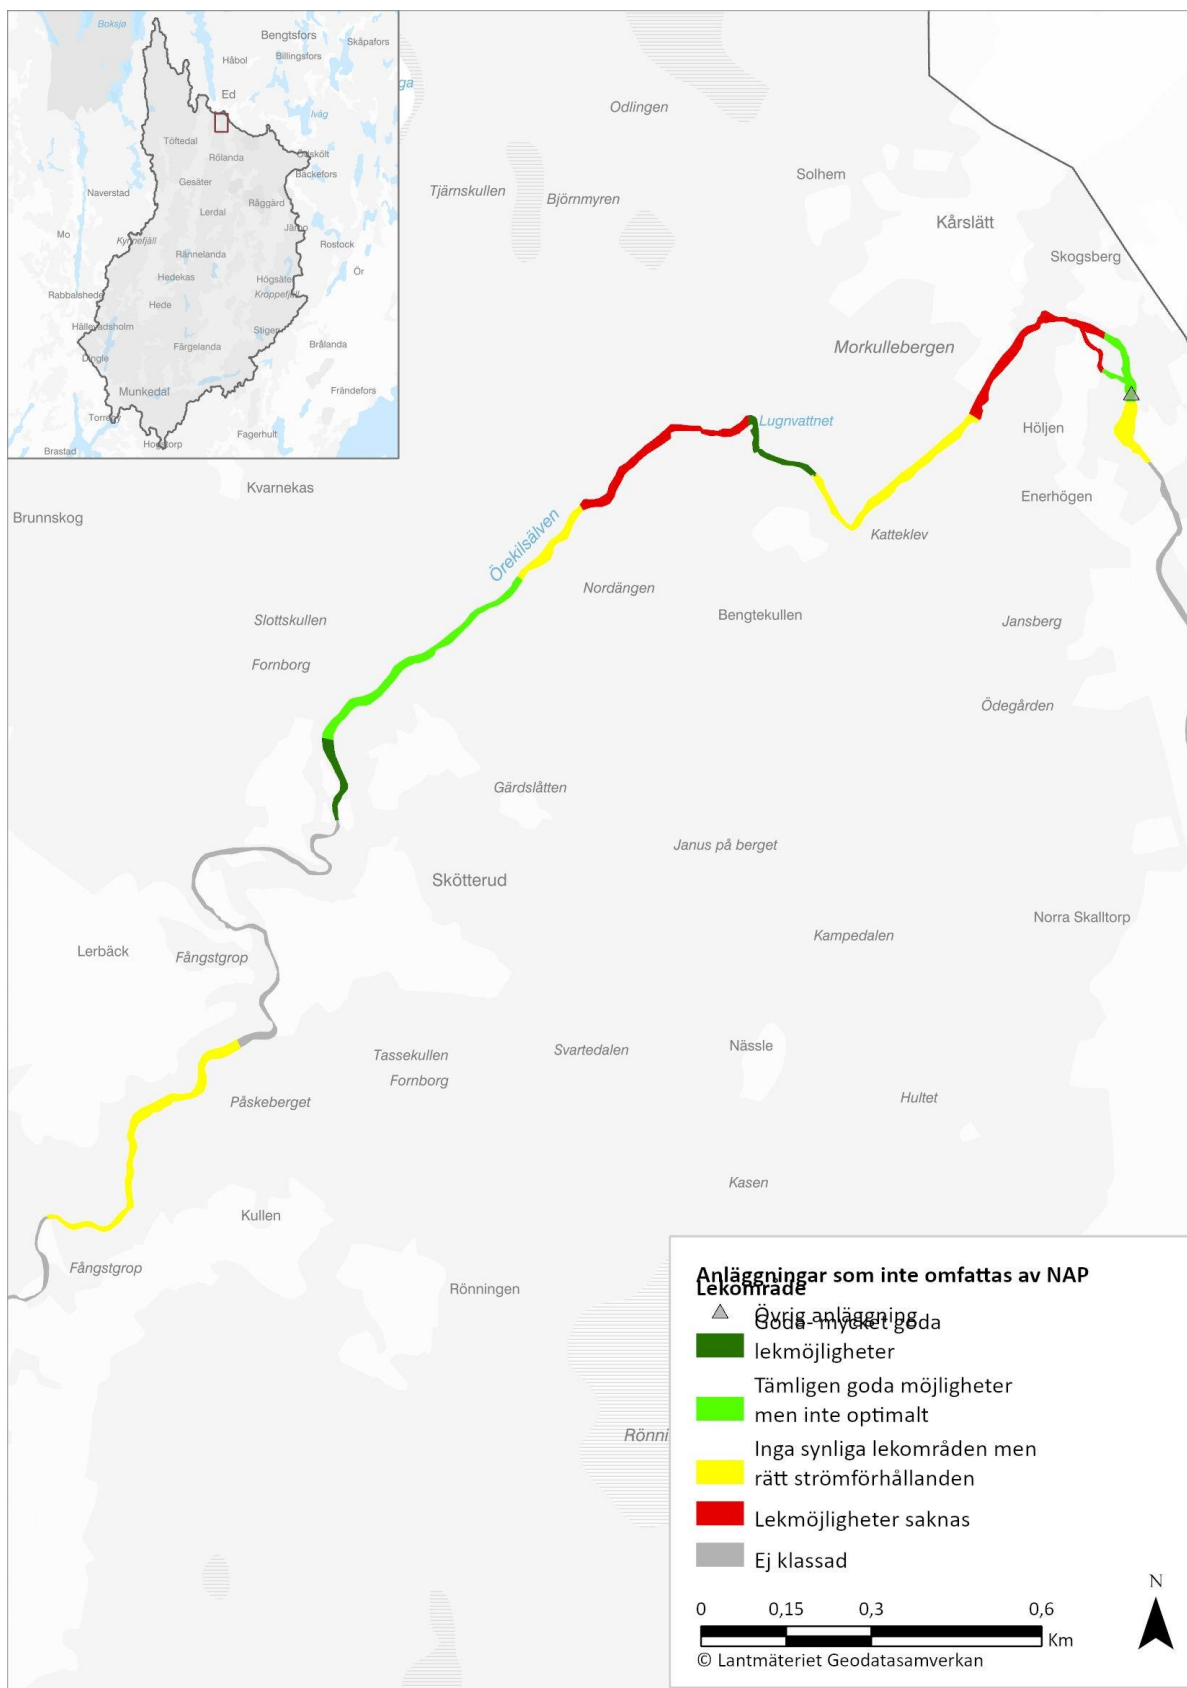 Boksjø
Bengtsfors
Skåpafors
Håbol
Billingsfors
Ed
Iväg
Töftedal
Rölanda
Ödskölt
Bäckefors
Gesäter
Naverstad
Råggärd
Lerdal
Mo
Kynnefjäll
Järbo
Rostock
Rännelanda
Ör
Hedekas
Högsäter
Rabbalshede
Kroppefjäll
Hede
Hällevadsholm
Stigen
Färgelanda
Brålanda
Dingle
Munkedal
Frändefors
Torreby
Fagerhult
Hogstorp
Brastad
ga
Odlingen
Solhem
Tjärnskullen
Björnmyren
Kårslätt
Skogsberg
Morkullebergen
Lugnvattnet
Höljen
Kvarnekas
Enerhögen
Brunnskog
Katteklev
Örekilsälven
Nordängen
Bengtekullen
Slottskullen
Jansberg
Fornborg
Ödegården
Gärdslåtten
Janus på berget
Skötterud
Norra Skalltorp
Kampedalen
Lerbäck
Fångstgrop
Tassekullen
Svartedalen
Nässle
Fornborg
Påskeberget
Hultet
Kasen
Kullen
Fångstgrop
Rönningen
Rönni
Anläggningar som inte omfattas av NAP
Lekområde
Övrig anläggning
Goda- mycket goda
lekmöjligheter
Tämligen goda möjligheter
men inte optimalt
Inga synliga lekområden men
rätt strömförhållanden
Lekmöjligheter saknas
Ej klassad
N
0 0,15 0,3 0,6
Km
© Lantmäteriet Geodatasamverkan